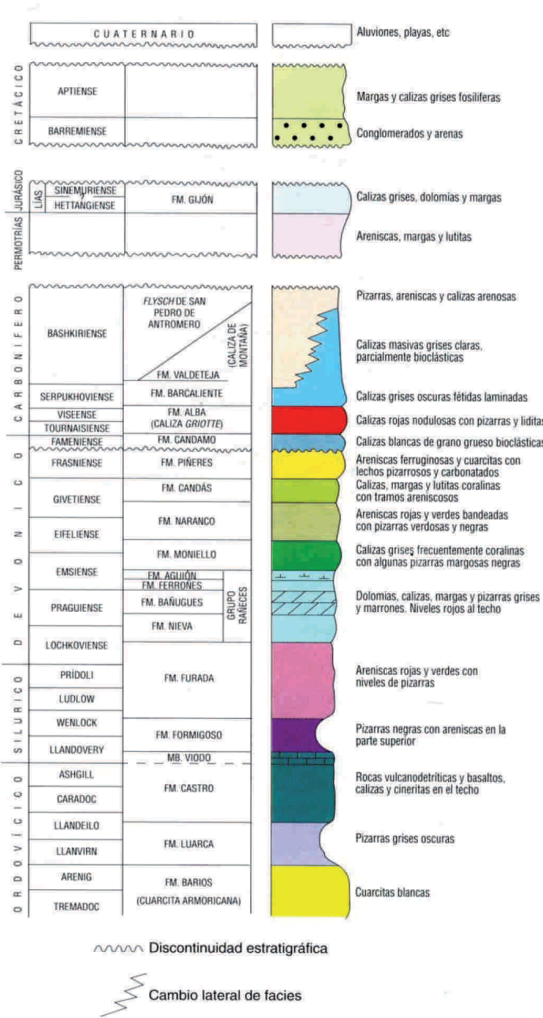 CUATERNARIO
Aluviones, playas, etc
CRETÁCICO
APTIENSE
Margas y calizas grises fosilíferas
BARREMIENSE
Conglomerados y arenas
JURÁSICO
LÍAS
SINEMURIENSE
?
HETTANGIENSE
FM. GIJÓN
Calizas grises, dolomías y margas
PERMOTRÍAS
Areniscas, margas y lutitas
CARBONÍFERO
BASHKIRIENSE
FLYSCH DE SAN
PEDRO DE
ANTROMERO
(CALIZA DE
MONTAÑA)
FM. VALDETEJA
Pizarras, areniscas y calizas arenosas
Calizas masivas grises claras,
parcialmente bioclásticas
SERPUKHOVIENSE
FM. BARCALIENTE
Calizas grises oscuras fétidas laminadas
VISEENSE
TOURNAISIENSE
FM. ALBA
(CALIZA GRIOTTE)
Calizas rojas nodulosas con pizarras y liditas
DEVONICO
FAMENIENSE
FM. CANDAMO
Calizas blancas de grano grueso bioclásticas
FRASNIENSE
FM. PIÑERES
Areniscas ferruginosas y cuarcitas con
lechos pizarrosos y carbonatados
GIVETIENSE
FM. CANDÁS
Calizas, margas y lutitas coralinas
con tramos areniscosos
EIFELIENSE
FM. NARANCO
Areniscas rojas y verdes bandeadas
con pizarras verdosas y negras
EMSIENSE
FM. MONIELLO
Calizas grises frecuentemente coralinas
con algunas pizarras margosas negras
FM. AGUIÓN
FM. FERROÑES
PRAGUIENSE
FM. BAÑUGUES
FM. NIEVA
GRUPO
RAÑECES
Dolomías, calizas, margas y pizarras grises
y marrones. Niveles rojos al techo
LOCHKOVIENSE
SILURICO
PRÍDOLI
LUDLOW
FM. FURADA
Areniscas rojas y verdes con
niveles de pizarras
WENLOCK
LLANDOVERY
FM. FORMIGOSO
Pizarras negras con areniscas en la
parte superior
MB. VIODO
ORDOVÍCICO
ASHGILL
CARADOC
FM. CASTRO
Rocas vulcanodetríticas y basaltos,
calizas y cineritas en el techo
LLANDEILO
LLANVIRN
FM. LUARCA
Pizarras grises oscuras
ARENIG
TREMADOC
FM. BARIOS
(CUARCITA ARMORICANA)
Cuarcitas blancas
Discontinuidad estratigráfica
Cambio lateral de facies